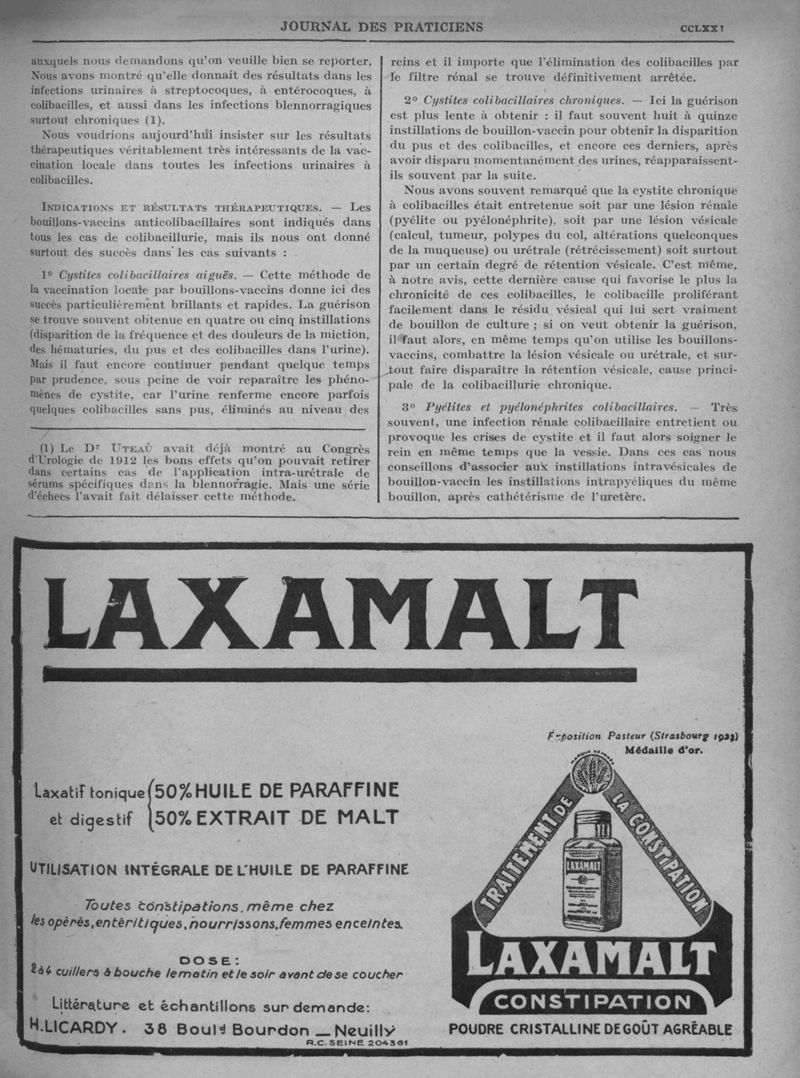 JOURNAL DES PRATICIENS
CCLXXI
auxquels nous demandons qu'on veuille bien se reporter.
Nous avons montré qu'elle donnait des résultats dans les
infections urinaires à streptocoques, à entérocoques, à
colibacilles, et aussi dans les infections blennorragiques
surtout chroniques (1).
Nous voudrions aujourd'hui insister sur les résultats
thérapeutiques véritablement très intéressants de la vac-
cination locale dans toutes les infections urinaires à
colibacilles.
INDICATIONS ET RÉSULTATS THÉRAPEUTIQUES. — Les
bouillons-vaccins anticolibacillaires sont indiqués dans
tous les cas de colibacillurie, mais ils nous ont donné
surtout des succès dans les cas suivants :
1° Cystites colibacillaires aiguës. — Cette méthode de
la vaccination locale par bouillons-vaccins donne ici des
succès particulièrement brillants et rapides. La guérison
se trouve souvent obtenue en quatre ou cinq instillations
(disparition de la fréquence et des douleurs de la miction,
des hématuries, du pus et des colibacilles dans l'urine).
Mais il faut encore continuer pendant quelque temps
par prudence, sous peine de voir reparaître les phéno-
mènes de cystite, car l'urine renferme encore parfois
quelques colibacilles sans pus, éliminés au niveau des
(1) Le Dr UTEAU avait déjà montré au Congrès
d'Urologie de 1912 les bons effets qu'on pouvait retirer
dans certains cas de l'application intra-urétrale de
sérums spécifiques dans la blennorragie. Mais une série
d'échecs l'avait fait délaisser cette méthode.
reins et il importe que l'élimination des colibacilles par
le filtre rénal se trouve définitivement arrêtée.
2° Cystites colibacillaires chroniques. — Ici la guérison
est plus lente à obtenir : il faut souvent huit à quinze
instillations de bouillon-vaccin pour obtenir la disparition
du pus et des colibacilles, et encore ces derniers, après
avoir disparu momentanément des urines, réapparaissent-
ils souvent par la suite.
Nous avons souvent remarqué que la cystite chronique
à colibacilles était entretenue soit par une lésion rénale
(pyélite ou pyélonéphrite), soit par une lésion vésicale
(calcul, tumeur, polypes du col, altérations quelconques
de la muqueuse) ou urétrale (rétrécissement) soit surtout
par un certain degré de rétention vésicale. C'est même,
à notre avis, cette dernière cause qui favorise le plus la
chronicité de ces colibacilles, le colibacille proliférant
facilement dans le résidu vésical qui lui sert vraiment
de bouillon de culture ; si on veut obtenir la guérison,
il faut alors, en même temps qu'on utilise les bouillons-
vaccins, combattre la lésion vésicale ou urétrale, et sur-
tout faire disparaître la rétention vésicale, cause princi-
pale de la colibacillurie chronique.
3° Pyélites et pyélonéphrites colibacillaires. — Très
souvent, une infection rénale colibacillaire entretient ou
provoque les crises de cystite et il faut alors soigner le
rein en même temps que la vessie. Dans ces cas nous
conseillons d'associer aux instillations intravésicales de
bouillon-vaccin les instillations intrapyéliques du même
bouillon, après cathétérisme de l'uretère.
LAXAMALT
Exposition Pasteur (Strasbourg 1923)
Médaille d'or.
Laxatif tonique
et digestif
50% HUILE DE PARAFFINE
50% EXTRAIT DE MALT
UTILISATION INTÉGRALE DE L'HUILE DE PARAFFINE
Toutes constipations, même chez
les opérés, entéritiques, nourrissons, femmes enceintes.
DOSE:
2 à 4 cuillers à bouche le matin et le soir avant de se coucher
Littérature et échantillons sur demande:
H. LICARDY. 38 Boulᵈ Bourdon — Neuilly
R.C. SEINE 204361
TRAITEMENT DE
LA CONSTIPATION
LAXAMALT
LAXAMALT
CONSTIPATION
POUDRE CRISTALLINE DE GOÛT AGRÉABLE